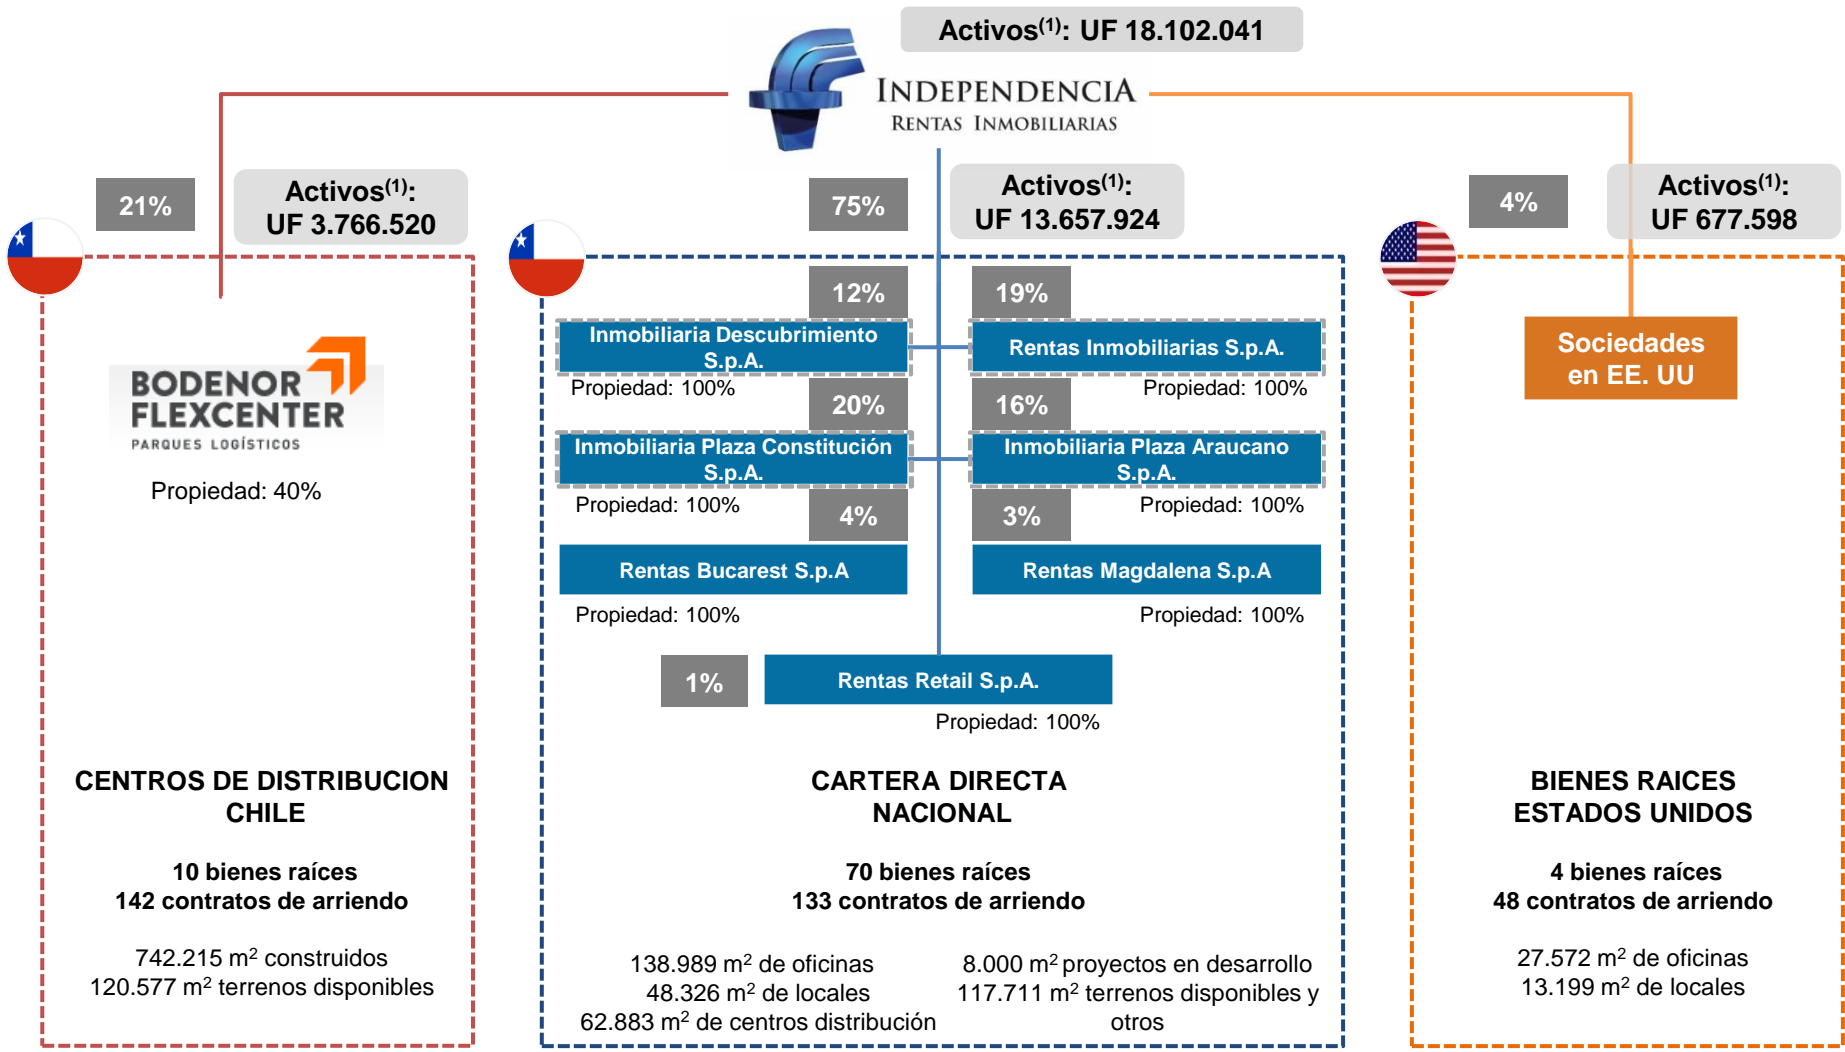 Activos(1): UF 18.102.041
INDEPENDENCIA
RENTAS INMOBILIARIAS
21%
Activos(1):
UF 3.766.520
75%
Activos(1):
UF 13.657.924
4%
Activos(1):
UF 677.598
BODENOR
FLEXCENTER
PARQUES LOGÍSTICOS
Propiedad: 40%
CENTROS DE DISTRIBUCION
CHILE
10 bienes raíces
142 contratos de arriendo
742.215 m2 construidos
120.577 m2 terrenos disponibles
12%
Inmobiliaria Descubrimiento
S.p.A.
Propiedad: 100%
19%
Rentas Inmobiliarias S.p.A.
Propiedad: 100%
20%
Inmobiliaria Plaza Constitución
S.p.A.
Propiedad: 100%
16%
Inmobiliaria Plaza Araucano
S.p.A.
Propiedad: 100%
4%
Rentas Bucarest S.p.A
Propiedad: 100%
3%
Rentas Magdalena S.p.A
Propiedad: 100%
1%
Rentas Retail S.p.A.
Propiedad: 100%
CARTERA DIRECTA
NACIONAL
70 bienes raíces
133 contratos de arriendo
138.989 m2 de oficinas
48.326 m2 de locales
62.883 m2 de centros distribución
8.000 m2 proyectos en desarrollo
117.711 m2 terrenos disponibles y
otros
Sociedades
en EE. UU
BIENES RAICES
ESTADOS UNIDOS
4 bienes raíces
48 contratos de arriendo
27.572 m2 de oficinas
13.199 m2 de locales